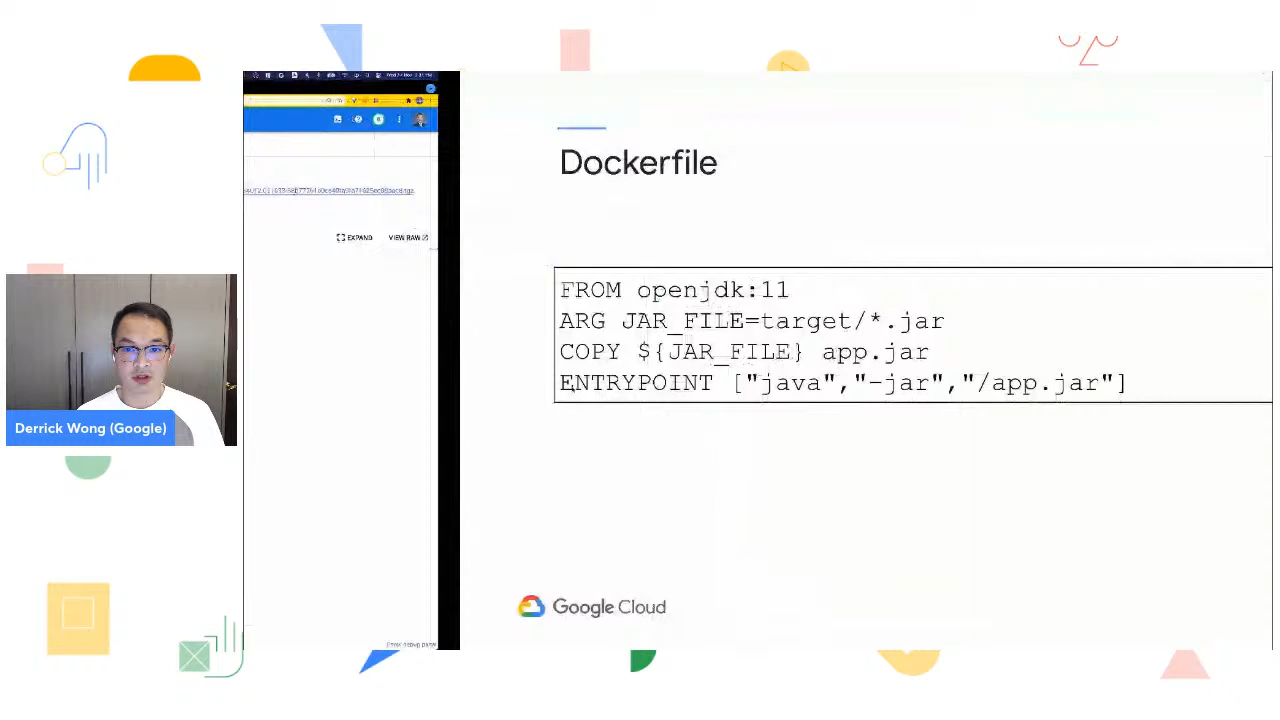 EXPAND
VIEW RAW
Dockerfile
FROM openjdk:11
ARG JAR_FILE=target/*.jar
COPY ${JAR_FILE} app.jar
ENTRYPOINT ["java","-jar","/app.jar"]
Derrick Wong (Google)
Google Cloud